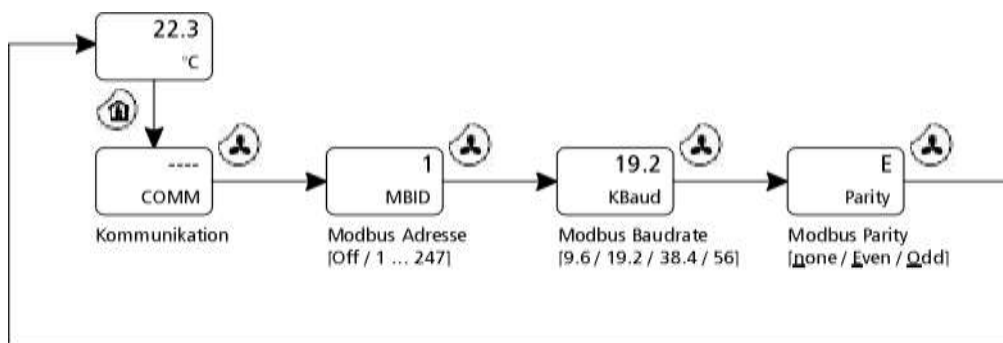 22.3
°C
----
COMM
Kommunikation
1
MBID
Modbus Adresse
[Off / 1 ... 247]
19.2
KBaud
Modbus Baudrate
[9.6 / 19.2 / 38.4 / 56]
E
Parity
Modbus Parity
[none / Even / Odd]